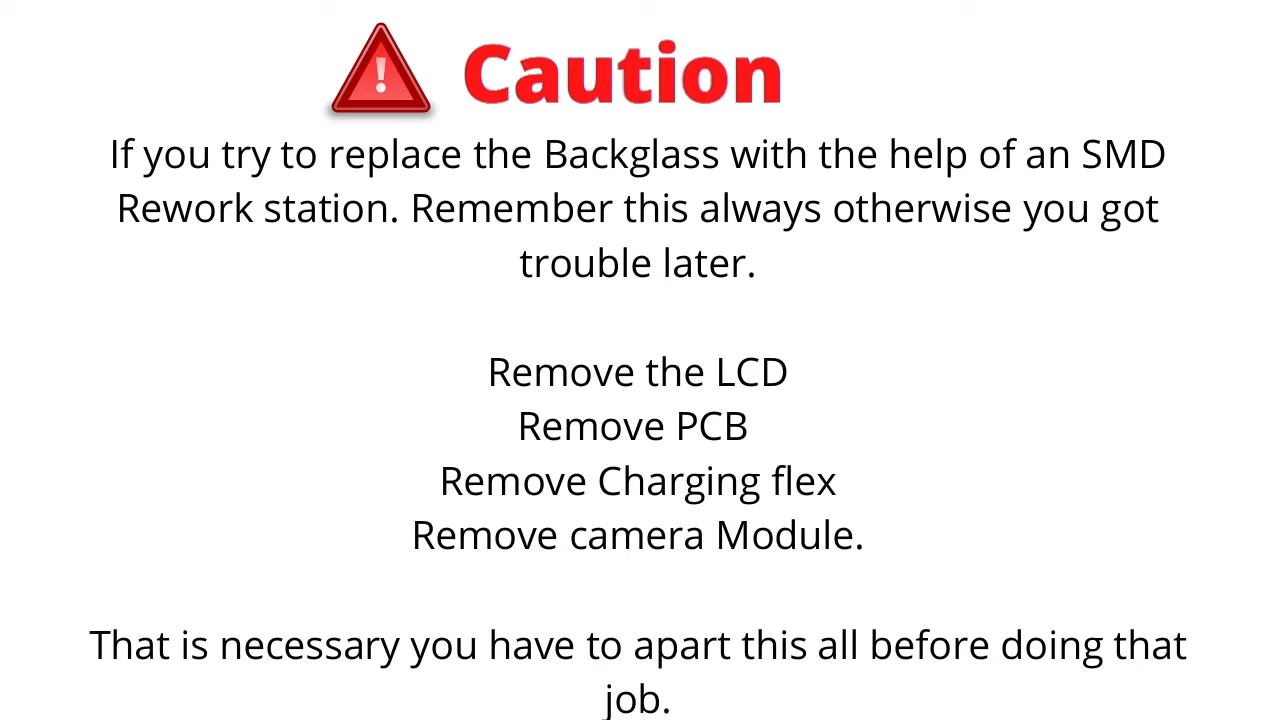 Caution
If you try to replace the Backglass with the help of an SMD
Rework station. Remember this always otherwise you got
trouble later.
Remove the LCD
Remove PCB
Remove Charging flex
Remove camera Module.
That is necessary you have to apart this all before doing that
job.